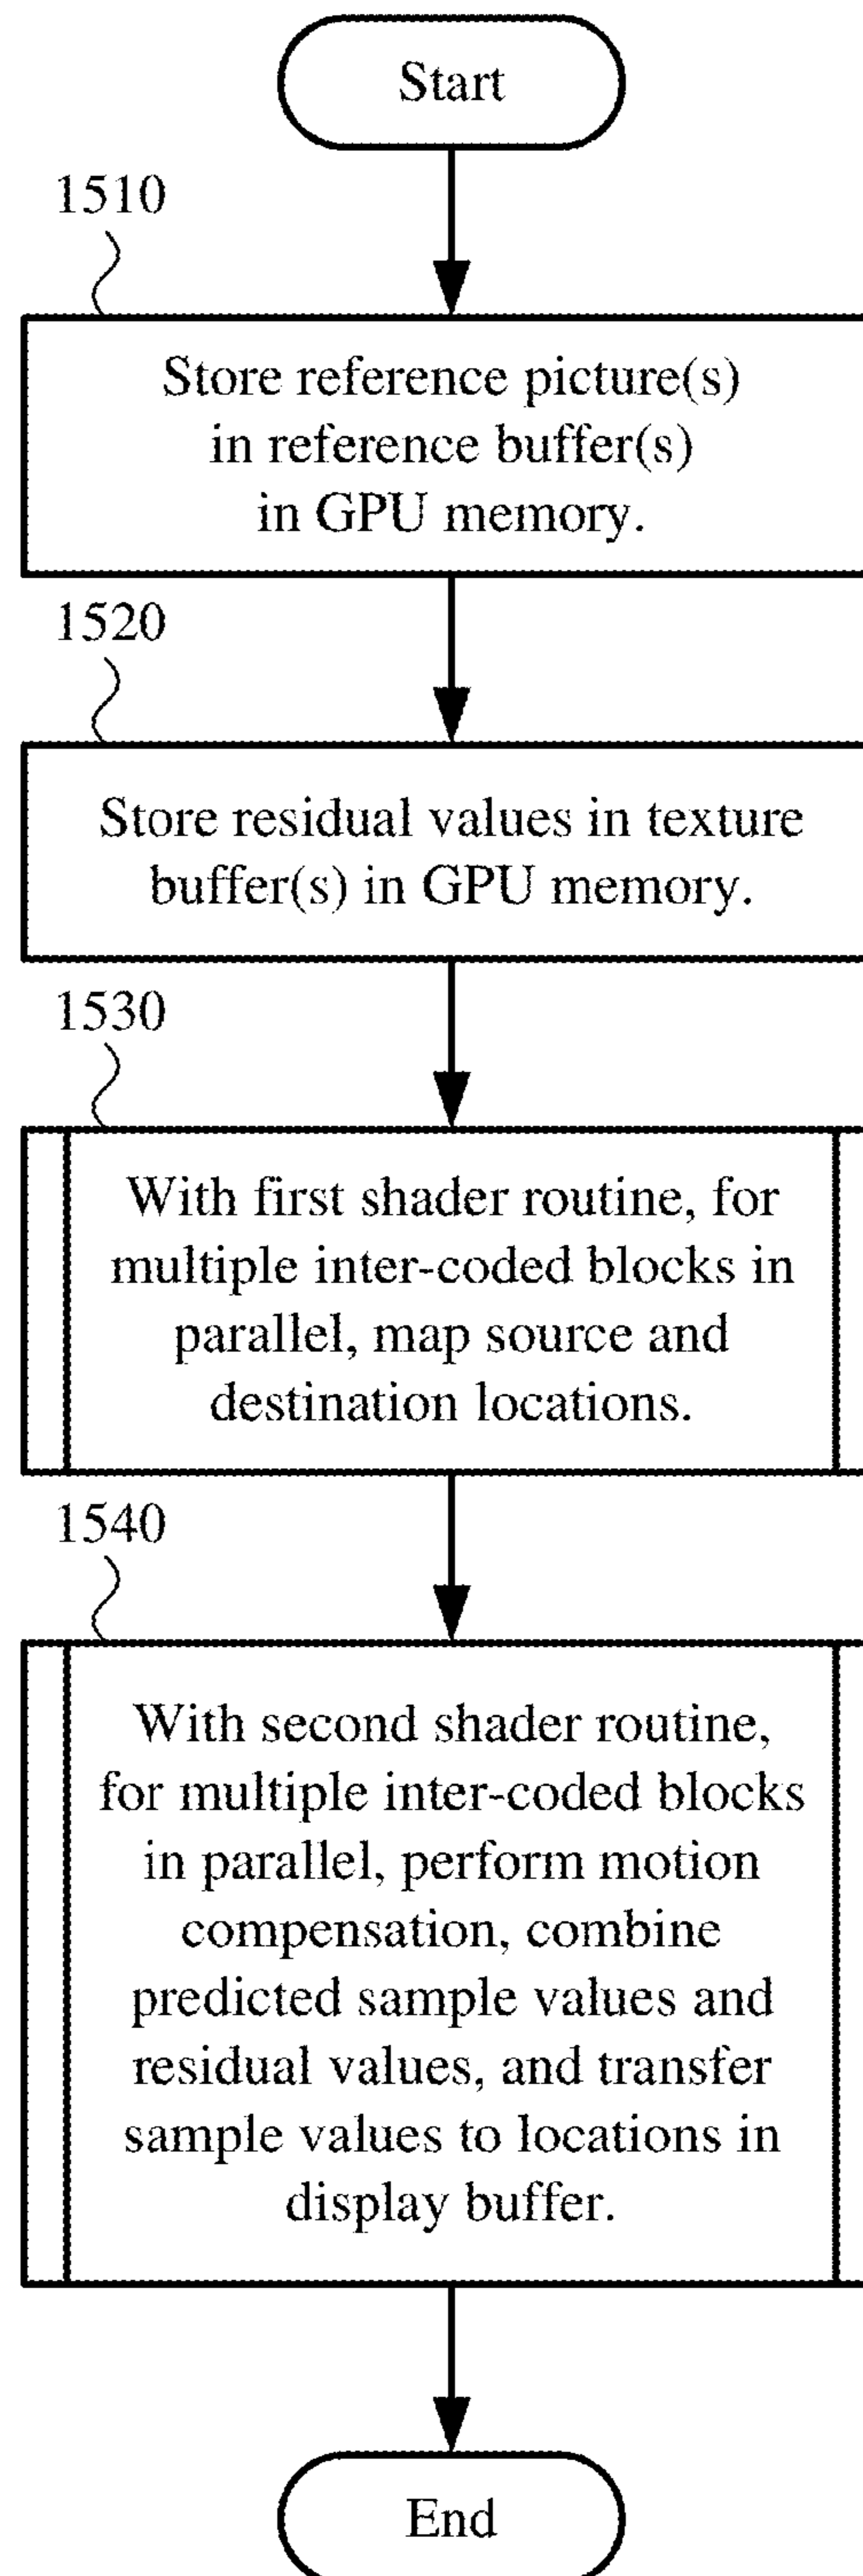 Start
1510
Store reference picture(s)
in reference buffer(s)
in GPU memory.
1520
Store residual values in texture
buffer(s) in GPU memory.
1530
With first shader routine, for
multiple inter-coded blocks in
parallel, map source and
destination locations.
1540
With second shader routine,
for multiple inter-coded blocks
in parallel, perform motion
compensation, combine
predicted sample values and
residual values, and transfer
sample values to locations in
display buffer.
End